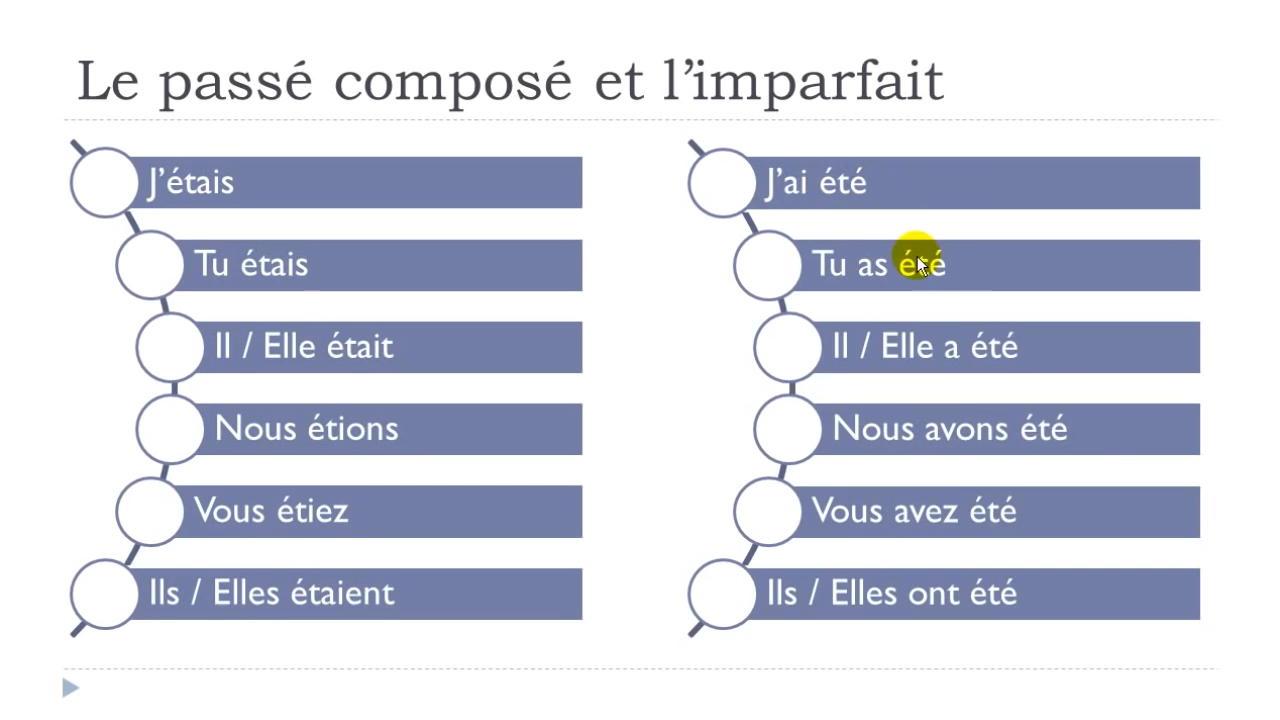 Le passé composé et l’imparfait
J’étais
Tu étais
Il / Elle était
Nous étions
Vous étiez
Ils / Elles étaient
J’ai été
Tu as été
Il / Elle a été
Nous avons été
Vous avez été
Ils / Elles ont été